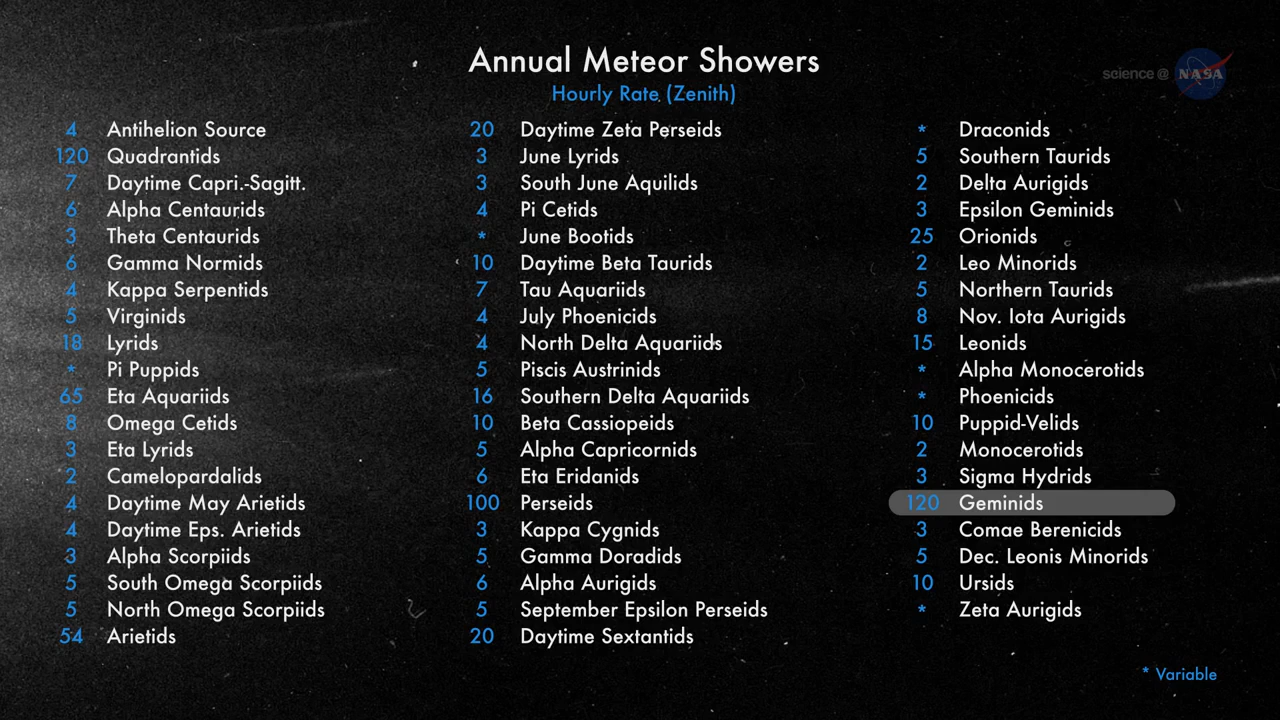 Annual Meteor Showers
Hourly Rate (Zenith)
science @ NASA
4 Antihelion Source
120 Quadrantids
7 Daytime Capri.-Sagitt.
6 Alpha Centaurids
3 Theta Centaurids
6 Gamma Normids
4 Kappa Serpentids
5 Virginids
18 Lyrids
* Pi Puppids
65 Eta Aquariids
8 Omega Cetids
3 Eta Lyrids
2 Camelopardalids
4 Daytime May Arietids
4 Daytime Eps. Arietids
3 Alpha Scorpiids
5 South Omega Scorpiids
5 North Omega Scorpiids
54 Arietids
20 Daytime Zeta Perseids
3 June Lyrids
3 South June Aquilids
4 Pi Cetids
* June Bootids
10 Daytime Beta Taurids
7 Tau Aquariids
4 July Phoenicids
4 North Delta Aquariids
5 Piscis Austrinids
16 Southern Delta Aquariids
10 Beta Cassiopeids
5 Alpha Capricornids
6 Eta Eridanids
100 Perseids
3 Kappa Cygnids
5 Gamma Doradids
6 Alpha Aurigids
5 September Epsilon Perseids
20 Daytime Sextantids
* Draconids
5 Southern Taurids
2 Delta Aurigids
3 Epsilon Geminids
25 Orionids
2 Leo Minorids
5 Northern Taurids
8 Nov. Iota Aurigids
15 Leonids
* Alpha Monocerotids
* Phoenicids
10 Puppid-Velids
2 Monocerotids
3 Sigma Hydrids
120 Geminids
3 Comae Berenicids
5 Dec. Leonis Minorids
10 Ursids
* Zeta Aurigids
* Variable